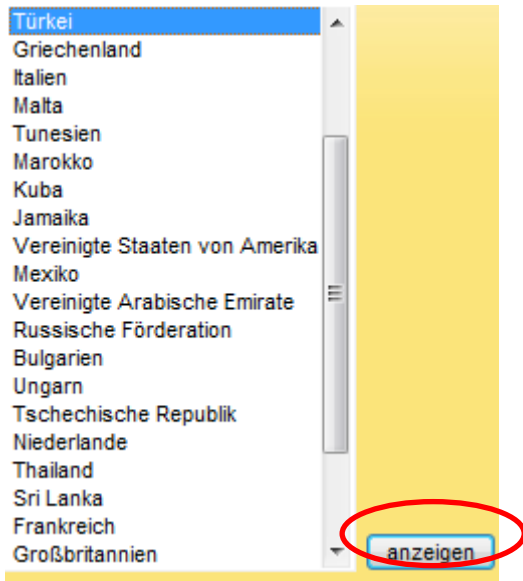 Türkei
Griechenland
Italien
Malta
Tunesien
Marokko
Kuba
Jamaika
Vereinigte Staaten von Amerika
Mexiko
Vereinigte Arabische Emirate
Russische Förderation
Bulgarien
Ungarn
Tschechische Republik
Niederlande
Thailand
Sri Lanka
Frankreich
Großbritannien
anzeigen